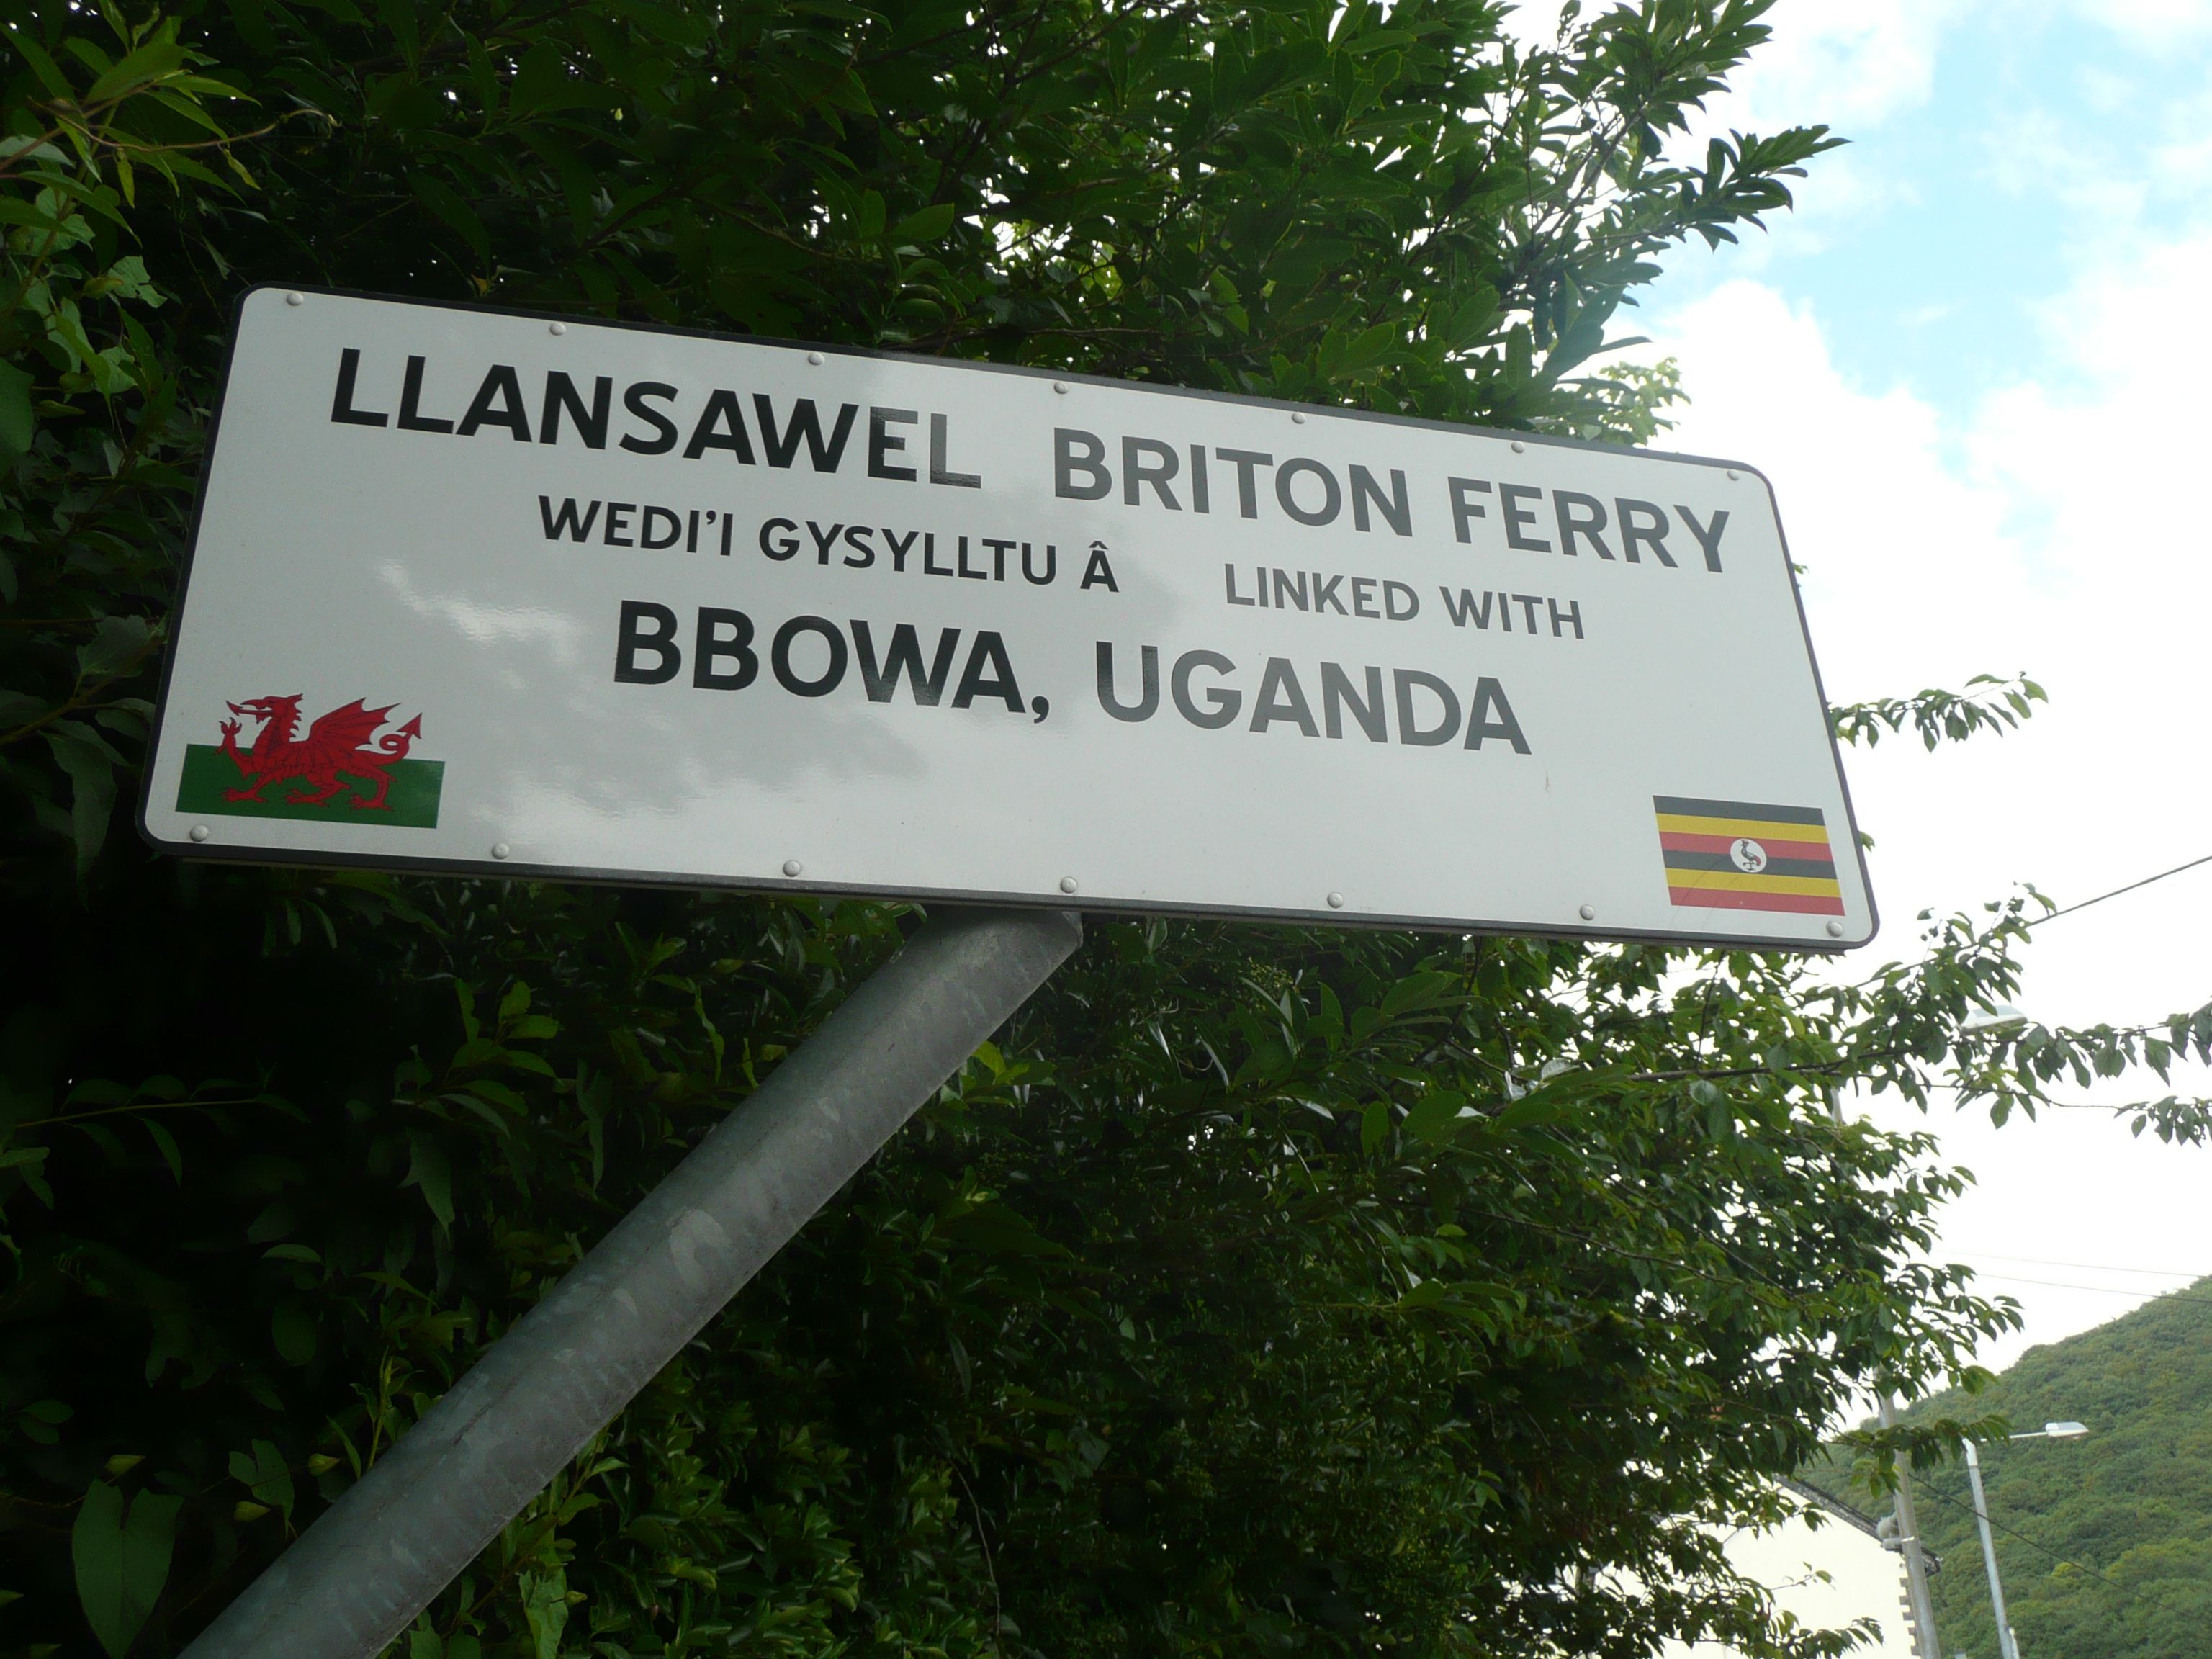 LLANSAWEL BRITON FERRY
WEDI'I GYSYLLTU Â LINKED WITH
BBOWA, UGANDA